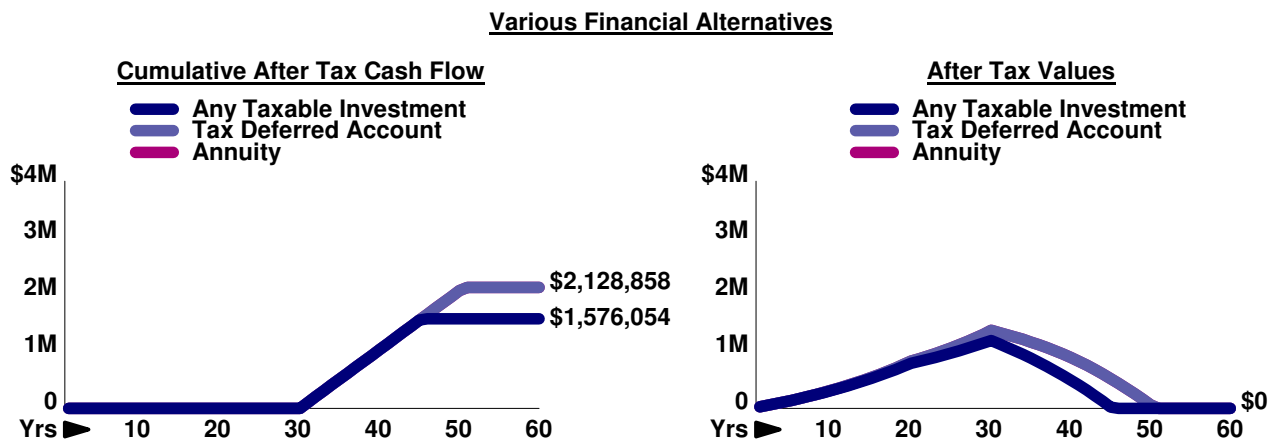 Various Financial Alternatives
Cumulative After Tax Cash Flow
Any Taxable Investment
Tax Deferred Account
Annuity
$4M
3M
2M
1M
0
$2,128,858
$1,576,054
Yrs 10 20 30 40 50 60
After Tax Values
Any Taxable Investment
Tax Deferred Account
Annuity
$4M
3M
2M
1M
0
$0
Yrs 10 20 30 40 50 60